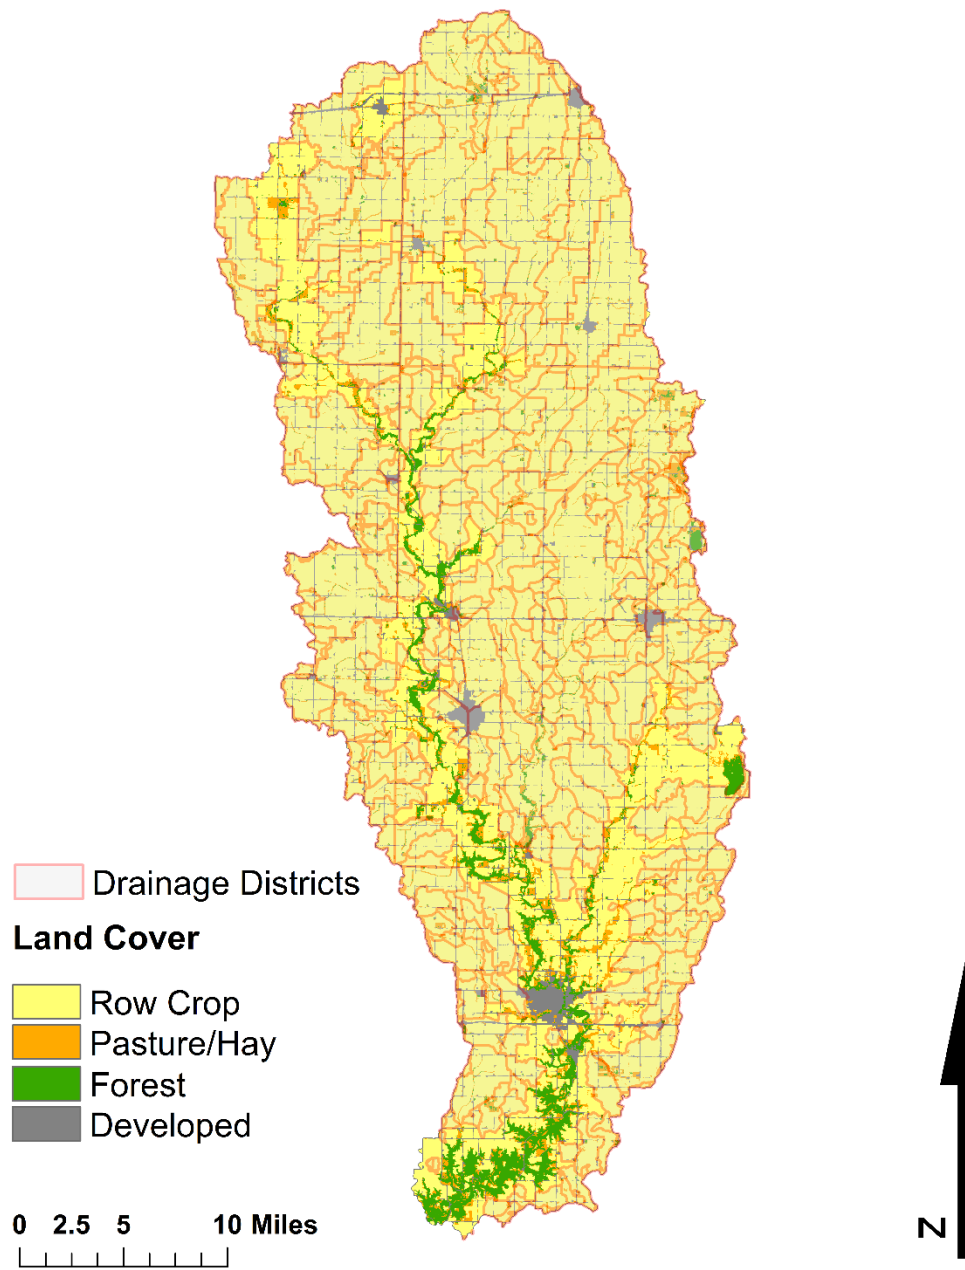 Drainage Districts
Land Cover
Row Crop
Pasture/Hay
Forest
Developed
0 2.5 5 10 Miles
N